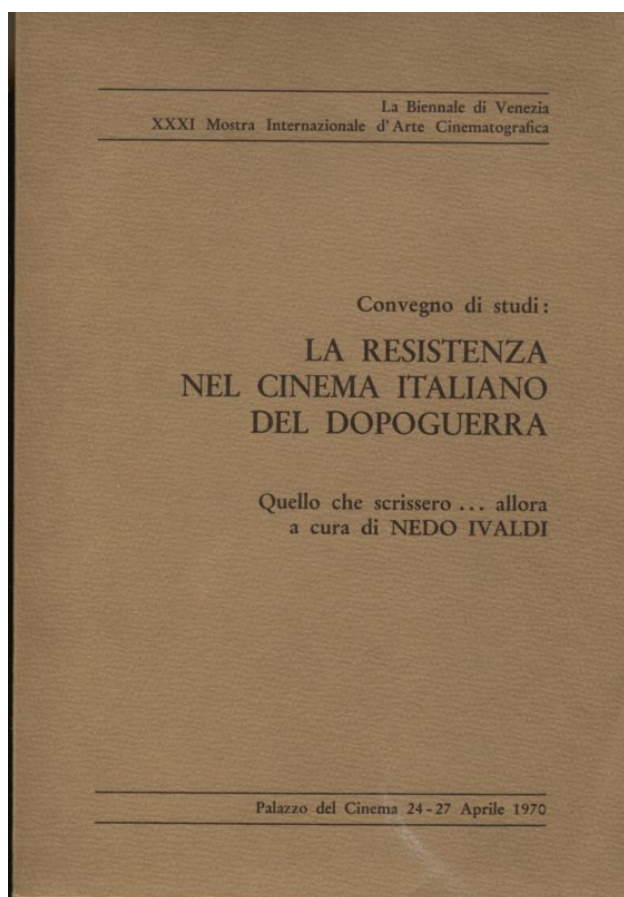 La Biennale di Venezia
XXXI Mostra Internazionale d'Arte Cinematografica
Convegno di studi:
LA RESISTENZA
NEL CINEMA ITALIANO
DEL DOPOGUERRA
Quello che scrissero ... allora
a cura di NEDO IVALDI
Palazzo del Cinema 24-27 Aprile 1970